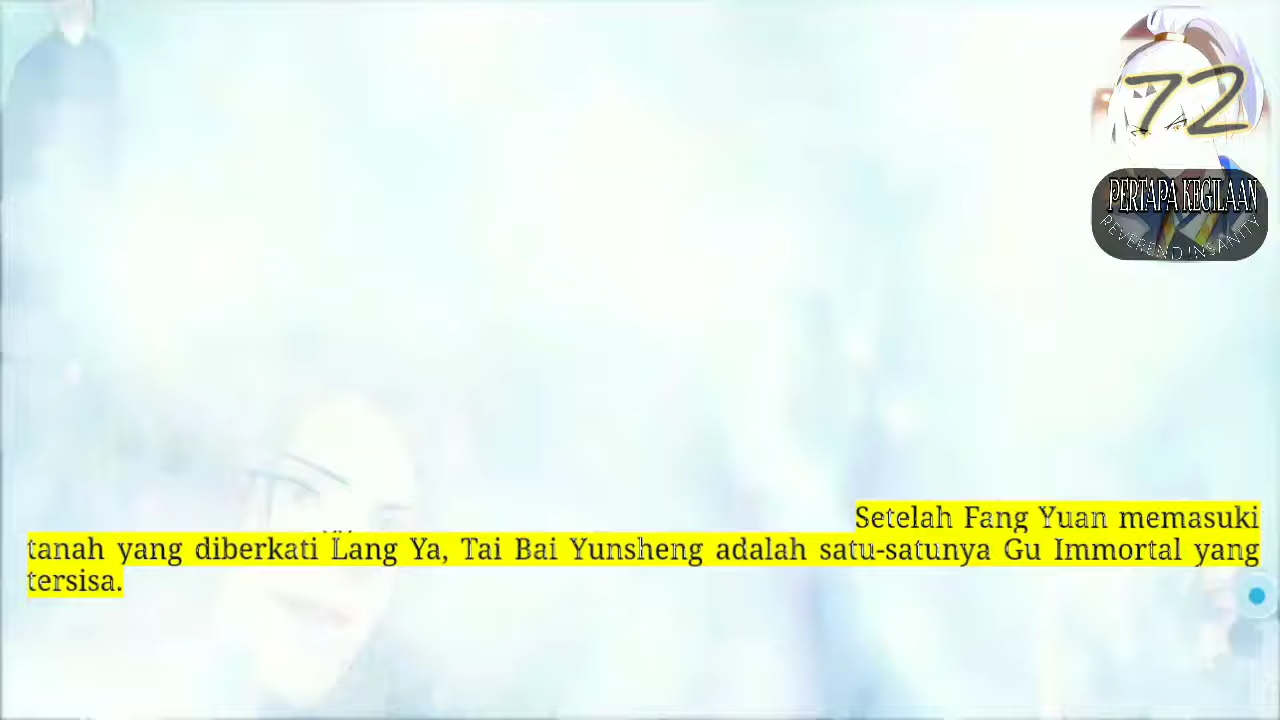 72
PERTAPA KEGILAAN
REVEREND INSANITY
Setelah Fang Yuan memasuki
tanah yang diberkati Lang Ya, Tai Bai Yunsheng adalah satu-satunya Gu Immortal yang
tersisa.